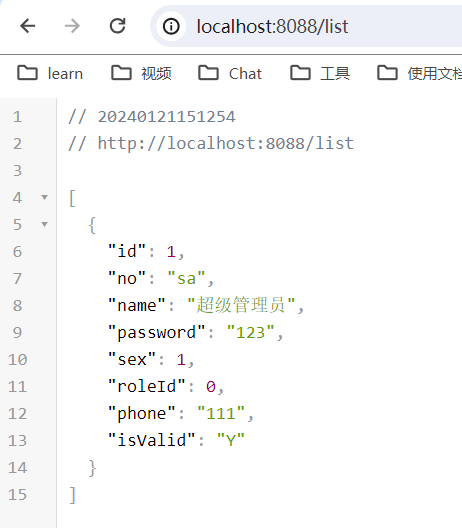 localhost:8088/list
learn 视频 Chat 工具 使用文档
1 // 20240121151254
2 // http://localhost:8088/list
3
4 [
5 {
6 "id": 1,
7 "no": "sa",
8 "name": "超级管理员",
9 "password": "123",
10 "sex": 1,
11 "roleId": 0,
12 "phone": "111",
13 "isValid": "Y"
14 }
15 ]